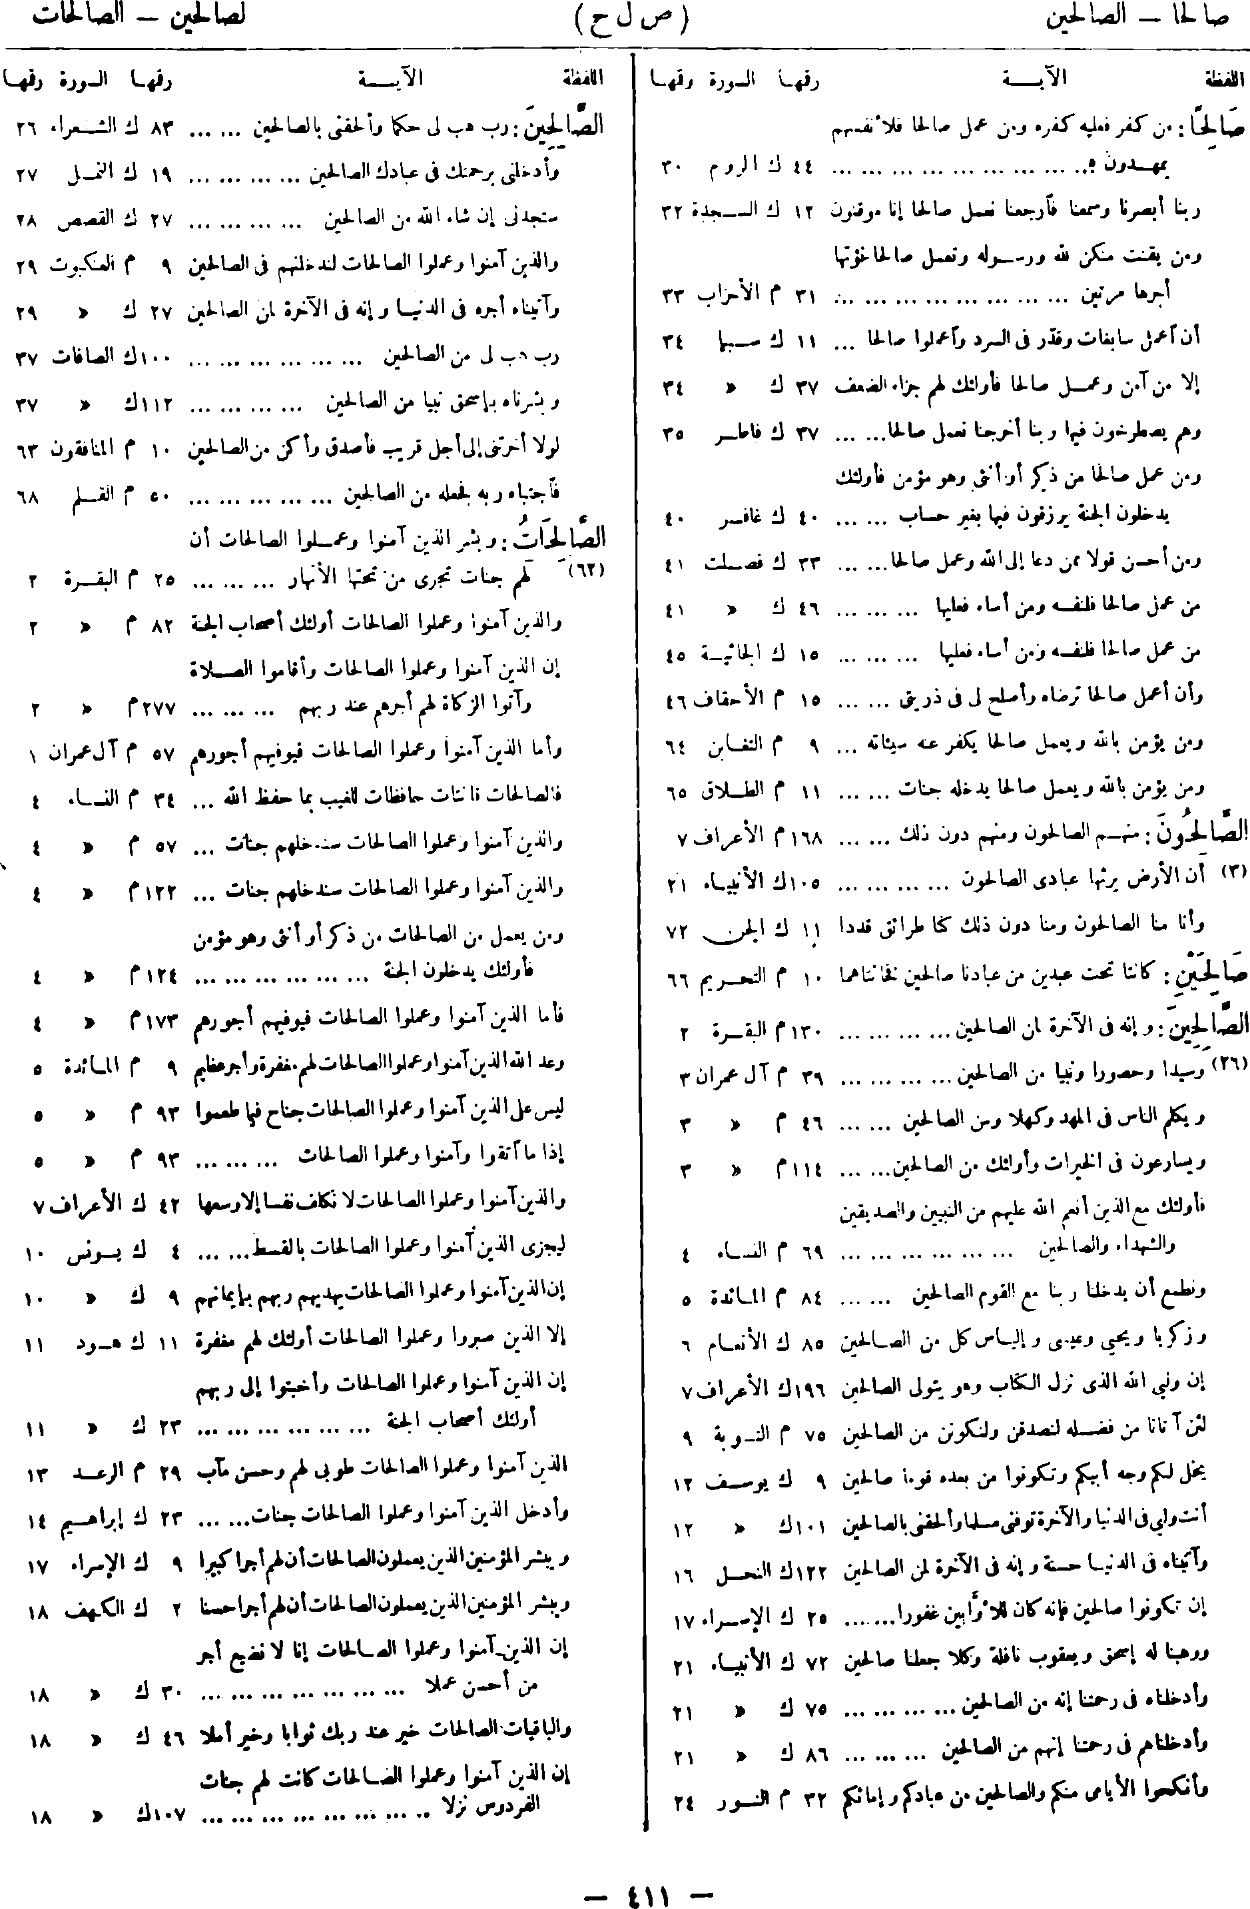 صالحا – الصالحين
( ص ل ح )
لصالحين – الصالحات
اللفظة الآيــة رقها السورة رقها
صَالِحًا : من كفر فعليه كفره ومن عمل صالحا فلأنفسهم
يمهدون ... ... ... ... ... ... ... ... ٤٤ ك الروم ٣٠
ربنا أبصرنا وسمعنا فارجعنا نعمل صالحا إنا موقنون ١٢ ك السجدة ٣٢
ومن يقنت منكن لله ورسوله وتعمل صالحا نؤتها
أجرها مرتين ... ... ... ... ... ... ... ٣١ م الأحزاب ٣٣
أن اعمل سابغات وقدّر فى السرد واعملوا صالحا ... ١١ ك سبا ٣٤
إلا من آمن وعمل صالحا فأولئك لهم جزاء الضعف ٣٧ ك » ٣٤
وهم يصطرخون فيها ربنا أخرجنا نعمل صالحا... ... ٣٧ ك فاطر ٣٥
ومن عمل صالحا من ذكر أو أنثى وهو مؤمن فأولئك
يدخلون الجنة يرزقون فيها بغير حساب ... ... ٤٠ ك غافر ٤٠
ومن أحسن قولا ممن دعا إلى الله وعمل صالحا... ... ٣٣ ك فصلت ٤١
من عمل صالحا فلنفسه ومن أساء فعليها ... ... ... ٤٦ ك » ٤١
من عمل صالحا فلنفسه ومن أساء فعليها ... ... ... ١٥ ك الجاثية ٤٥
وأن أعمل صالحا ترضاه وأصلح لى فى ذريتى ... ... ١٥ م الأحقاف ٤٦
ومن يؤمن بالله ويعمل صالحا يكفر عنه سيئاته ... ٩ م التغابن ٦٤
ومن يؤمن بالله ويعمل صالحا يدخله جنات ... ... ١١ م الطلاق ٦٥
الصَّالِحُونَ : منهم الصالحون ومنهم دون ذلك ... ... ١٦٨م الأعراف ٧
(٣) أن الأرض يرثها عبادى الصالحون ... ... ... ... ١٠٥ك الأنبياء ٢١
وأنا منا الصالحون ومنا دون ذلك كنا طرائق قددا ١١ ك الجن ٧٢
صَالِحَيْنِ : كانتا تحت عبدين من عبادنا صالحين فخانتاهما ١٠ م التحريم ٦٦
الصَّالِحِينَ : وإنه فى الآخرة لمن الصالحين... ... ... ... ١٣٠م البقرة ٢
(٢٦) وسيدا وحصورا ونبيا من الصالحين... ... ... ... ٣٩ م آل عمران ٣
ويكلم الناس فى المهد وكهلا ومن الصالحين ... ... ٤٦ م » ٣
ويسارعون فى الخيرات وأولئك من الصالحين... ... ١١٤م » ٣
فأولئك مع الذين أنعم الله عليهم من النبيين والصديقين
والشهداء والصالحين ... ... ... ... ... ... ٦٩ م النساء ٤
ونطمع أن يدخلنا ربنا مع القوم الصالحين ... ... ٨٤ م المائدة ٥
وزكريا ويحيى وعيسى وإلياس كل من الصالحين ٨٥ ك الأنعام ٦
إن وليى الله الذى نزل الكتاب وهو يتولى الصالحين ١٩٦ك الأعراف ٧
لئن آتانا من فضله لنصدقن ولنكونن من الصالحين ٧٥ م التوبة ٩
يخل لكم وجه أبيكم وتكونوا من بعده قوما صالحين ٩ ك يوسف ١٢
أنت وليى فى الدنيا والآخرة توفنى مسلما وألحقنى بالصالحين ١٠١ك » ١٢
وآتيناه فى الدنيا حسنة وإنه فى الآخرة لمن الصالحين ١٢٢ك النحل ١٦
إن تكونوا صالحين فإنه كان للأوّابين غفورا... ... ٢٥ ك الإسراء ١٧
ووهبنا له إسحق ويعقوب نافلة وكلا جعلنا صالحين ٧٢ ك الأنبياء ٢١
وأدخلناه فى رحمتنا إنه من الصالحين ... ... ... ... ٧٥ ك » ٢١
وأدخلناهم فى رحمتنا إنهم من الصالحين ... ... ... ٨٦ ك » ٢١
وأنكحوا الأيامى منكم والصالحين من عبادكم وإمائكم ٣٢ م النور ٢٤
اللفظة الآيــة رقها السورة رقها
الصَّالِحِينَ : رب هب لى حكما وألحقنى بالصالحين ... ... ٨٣ ك الشعراء ٢٦
وأدخلنى برحمتك فى عبادك الصالحين ... ... ... ... ١٩ ك النمل ٢٧
ستجدنى إن شاء الله من الصالحين ... ... ... ... ٢٧ ك القصص ٢٨
والذين آمنوا وعملوا الصالحات لندخلنهم فى الصالحين ٩ م العنكبوت ٢٩
وآتيناه أجره فى الدنيا وإنه فى الآخرة لمن الصالحين ٢٧ ك » ٢٩
رب هب لى من الصالحين ... ... ... ... ... ... ١٠٠ك الصافات ٣٧
وبشرناه بإسحق نبيا من الصالحين ... ... ... ... ١١٢ك » ٣٧
لولا أخرتنى إلى أجل قريب فأصدق وأكن من الصالحين ١٠ م المنافقون ٦٣
فاجتباه ربه فجعله من الصالحين ... ... ... ... ... ٥٠ م القلم ٦٨
الصَّالِحَاتُ : وبشر الذين آمنوا وعملوا الصالحات أن
(٦٢) لهم جنات تجرى من تحتها الأنهار ... ... ... ٢٥ م البقرة ٢
والذين آمنوا وعملوا الصالحات أولئك أصحاب الجنة ٨٢ م » ٢
إن الذين آمنوا وعملوا الصالحات وأقاموا الصلاة
وآتوا الزكاة لهم أجرهم عند ربهم ... ... ... ٢٧٧م » ٢
وأما الذين آمنوا وعملوا الصالحات فيوفيهم أجورهم ٥٧ م آل عمران ١
فالصالحات قانتات حافظات للغيب بما حفظ الله ... ٣٤ م النساء ٤
والذين آمنوا وعملوا الصالحات سندخلهم جنات ... ٥٧ م » ٤
والذين آمنوا وعملوا الصالحات سندخلهم جنات ... ١٢٢م » ٤
ومن يعمل من الصالحات من ذكر أو أنثى وهو مؤمن
فأولئك يدخلون الجنة ... ... ... ... ... ... ١٢٤م » ٤
فأما الذين آمنوا وعملوا الصالحات فيوفيهم أجورهم ١٧٣م » ٤
وعد الله الذين آمنوا وعملوا الصالحات لهم مغفرة وأجر عظيم ٩ م المائدة ٥
ليس على الذين آمنوا وعملوا الصالحات جناح فيما طعموا ٩٣ م » ٥
إذا ما اتقوا وآمنوا وعملوا الصالحات ... ... ... ٩٣ م » ٥
والذين آمنوا وعملوا الصالحات لا نكلف نفسا إلا وسعها ٤٢ ك الأعراف ٧
ليجزى الذين آمنوا وعملوا الصالحات بالقسط... ... ٤ ك يونس ١٠
إن الذين آمنوا وعملوا الصالحات يهديهم ربهم بإيمانهم ٩ ك » ١٠
إلا الذين صبروا وعملوا الصالحات أولئك لهم مغفرة ١١ ك هود ١١
إن الذين آمنوا وعملوا الصالحات وأخبتوا إلى ربهم
أولئك أصحاب الجنة ... ... ... ... ... ... ٢٣ ك » ١١
الذين آمنوا وعملوا الصالحات طوبى لهم وحسن مآب ٢٩ م الرعد ١٣
وأدخل الذين آمنوا وعملوا الصالحات جنات... ... ٢٣ ك إبراهيم ١٤
ويبشر المؤمنين الذين يعملون الصالحات أن لهم أجرا كبيرا ٩ ك الإسراء ١٧
ويبشر المؤمنين الذين يعملون الصالحات أن لهم أجرا حسنا ٢ ك الكهف ١٨
إن الذين آمنوا وعملوا الصالحات إنا لا نضيع أجر
من أحسن عملا ... ... ... ... ... ... ... ٣٠ ك » ١٨
والباقيات الصالحات خير عند ربك ثوابا وخير أملا ٤٦ ك » ١٨
إن الذين آمنوا وعملوا الصالحات كانت لهم جنات
الفردوس نزلا ... ... ... ... ... ... ... ... ١٠٧ك » ١٨
– ٤١١ –